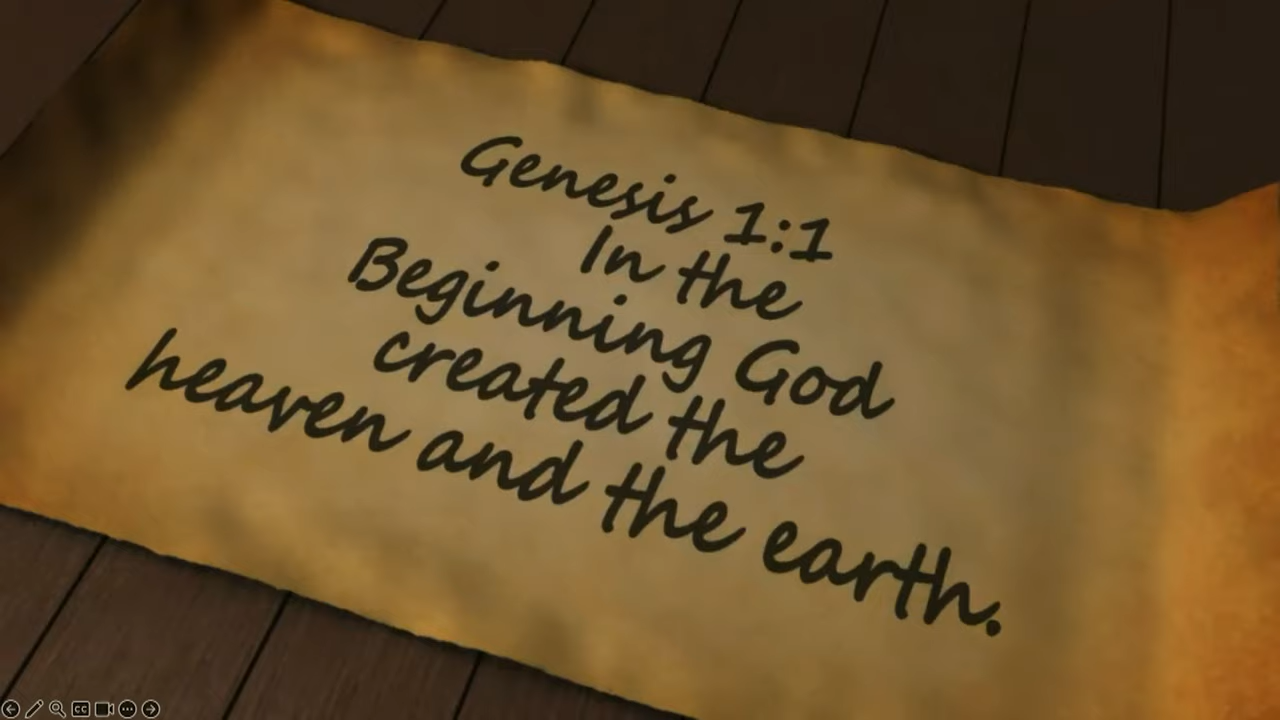 Genesis 1:1
In the
Beginning God
created the
heaven and the earth.